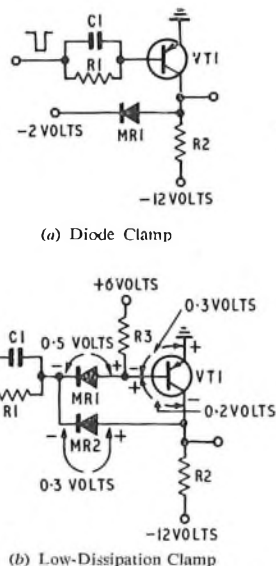 C1
R1
VT1
-2 VOLTS
MR1
R2
-12 VOLTS
(a) Diode Clamp
+6 VOLTS
0·3 VOLTS
C1
0·5 VOLTS
R3
R1
MR1
VT1
MR2
0·2 VOLTS
0·3 VOLTS
R2
-12 VOLTS
(b) Low-Dissipation Clamp